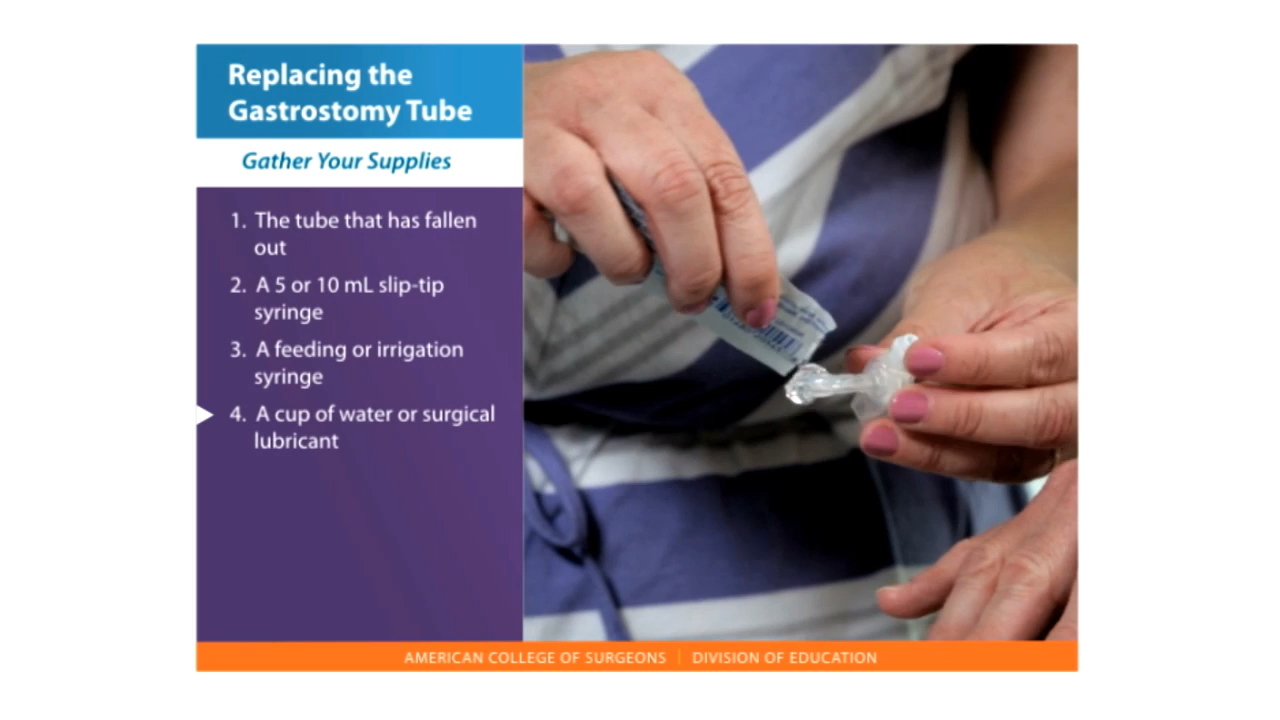 Replacing the
Gastrostomy Tube
Gather Your Supplies
1. The tube that has fallen
out
2. A 5 or 10 mL slip-tip
syringe
3. A feeding or irrigation
syringe
4. A cup of water or surgical
lubricant
AMERICAN COLLEGE OF SURGEONS | DIVISION OF EDUCATION